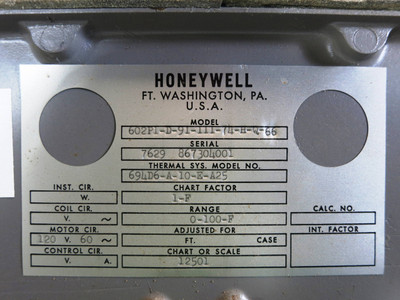 HONEYWELL
FT. WASHINGTON, PA.
U.S.A.
MODEL
602P1-D-91-111-74-H-W-66
SERIAL
7629 867304001
THERMAL SYS. MODEL NO.
694D6-A-10-E-A25
INST. CIR. CHART FACTOR
W. 1-F
COIL CIR. RANGE CALC. NO.
V. ~ 0-100-F
MOTOR CIR. ADJUSTED FOR INT. FACTOR
120 V. 60 ~ FT. CASE
CONTROL CIR. CHART OR SCALE
V. A. 12501